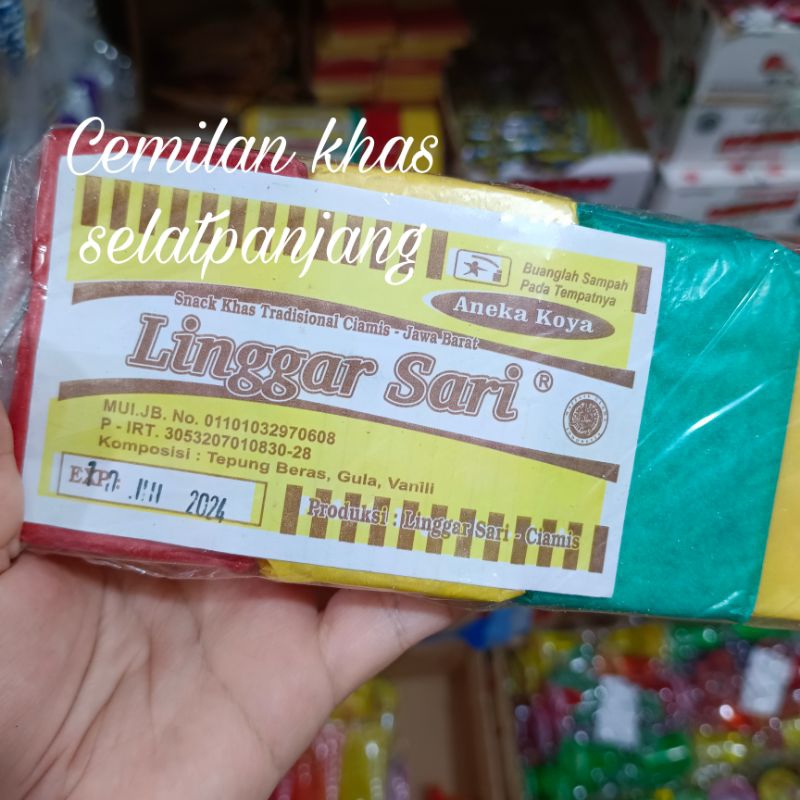 Cemilan khas
selatpanjang
Buanglah Sampah
Pada Tempatnya
Aneka Koya
Snack Khas Tradisional Ciamis - Jawa Barat
Linggar Sari ®
MUI.JB. No. 01101032970608
P - IRT. 3053207010830-28
Komposisi : Tepung Beras, Gula, Vanili
EXP:
2024
Produksi : Linggar Sari - Ciamis